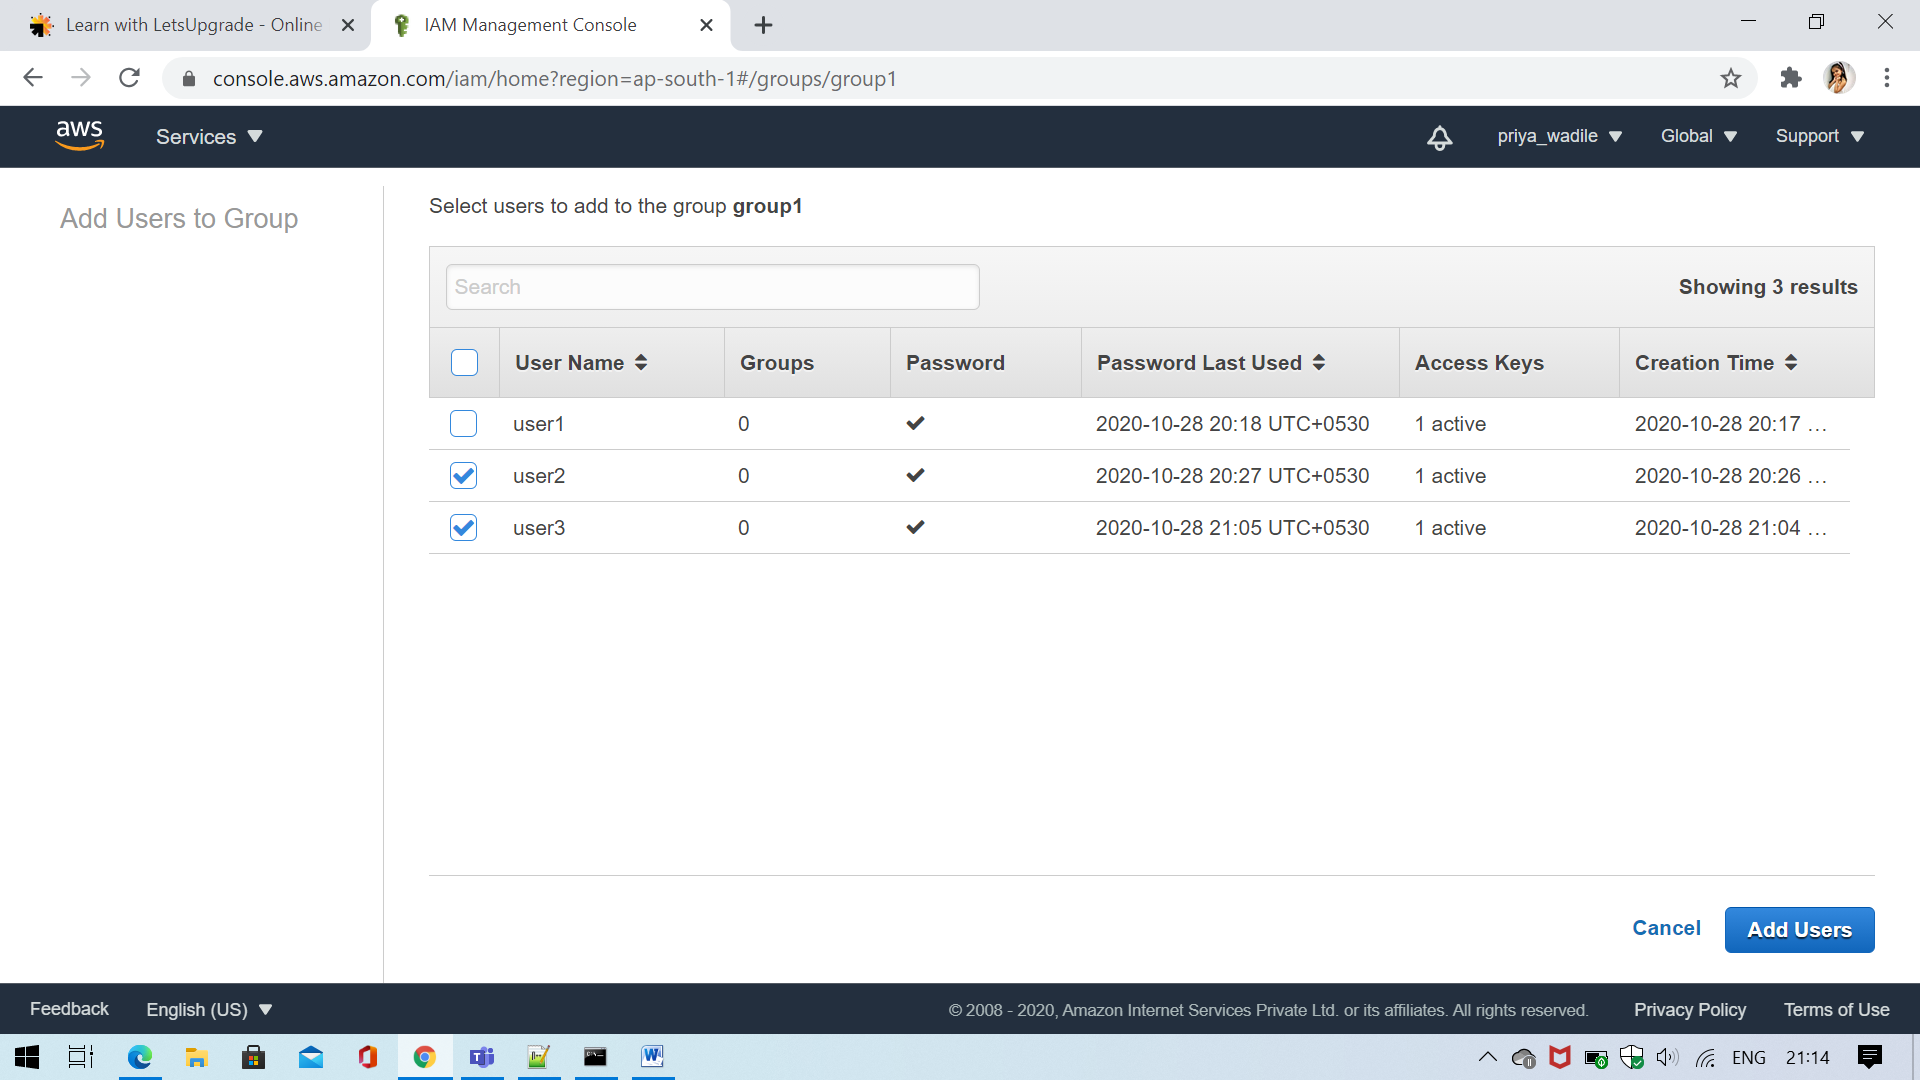 Learn with LetsUpgrade - Online
IAM Management Console
console.aws.amazon.com/iam/home?region=ap-south-1#/groups/group1
aws
Services
priya_wadile
Global
Support
Add Users to Group
Select users to add to the group group1
Search
Showing 3 results
User Name Groups Password Password Last Used Access Keys Creation Time
user1 0 2020-10-28 20:18 UTC+0530 1 active 2020-10-28 20:17 ...
user2 0 2020-10-28 20:27 UTC+0530 1 active 2020-10-28 20:26 ...
user3 0 2020-10-28 21:05 UTC+0530 1 active 2020-10-28 21:04 ...
Cancel
Add Users
Feedback
English (US)
© 2008 - 2020, Amazon Internet Services Private Ltd. or its affiliates. All rights reserved.
Privacy Policy
Terms of Use
ENG
21:14